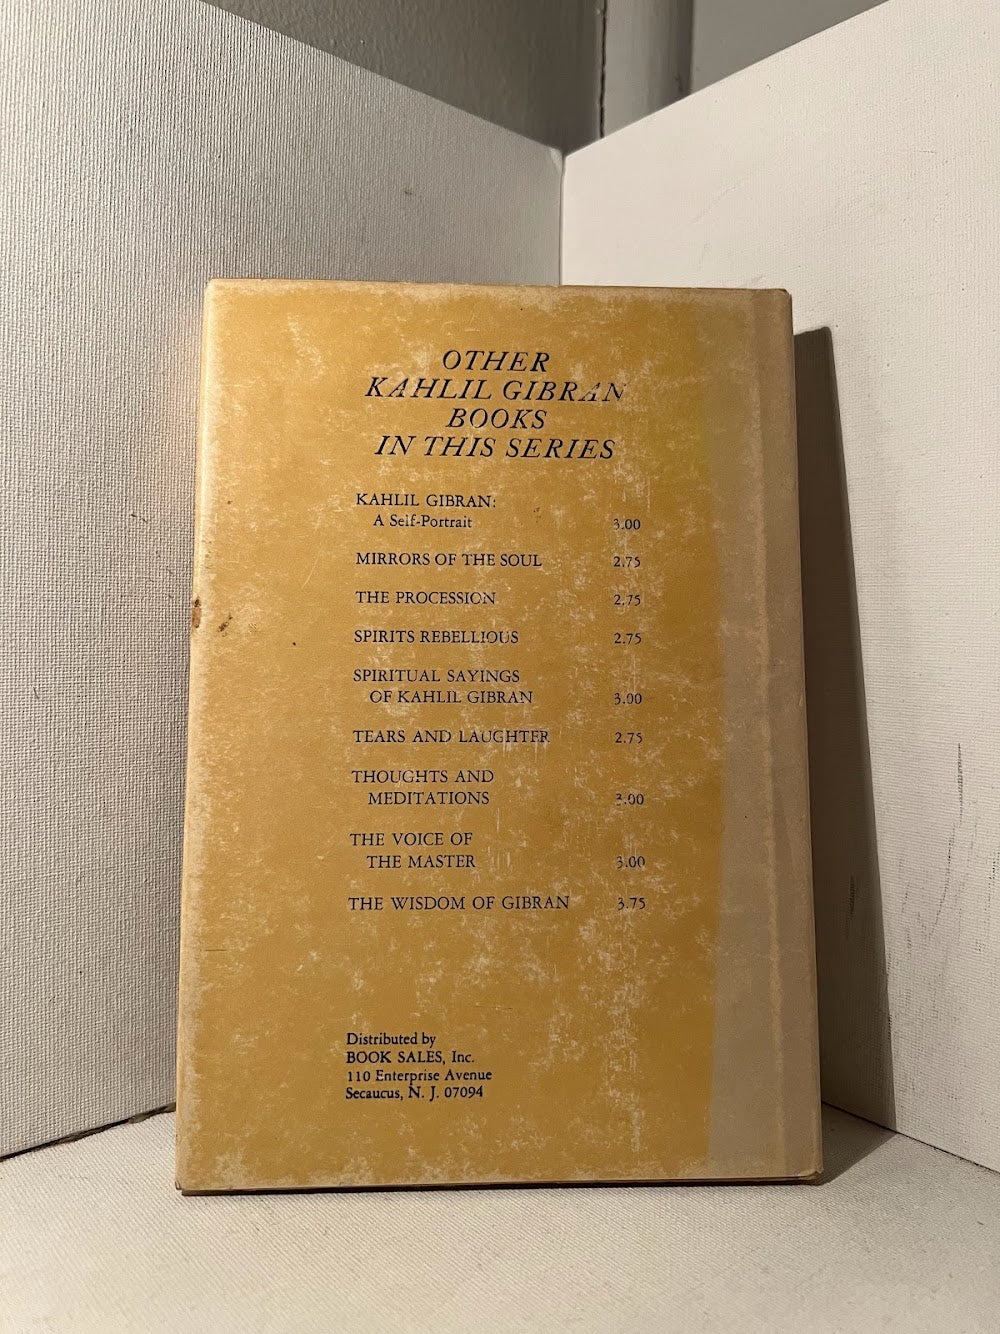 OTHER
KAHLIL GIBRAN
BOOKS
IN THIS SERIES
KAHLIL GIBRAN:
A Self-Portrait 3.00
MIRRORS OF THE SOUL 2.75
THE PROCESSION 2.75
SPIRITS REBELLIOUS 2.75
SPIRITUAL SAYINGS
OF KAHLIL GIBRAN 3.00
TEARS AND LAUGHTER 2.75
THOUGHTS AND
MEDITATIONS 3.00
THE VOICE OF
THE MASTER 3.00
THE WISDOM OF GIBRAN 3.75
Distributed by
BOOK SALES, Inc.
110 Enterprise Avenue
Secaucus, N. J. 07094